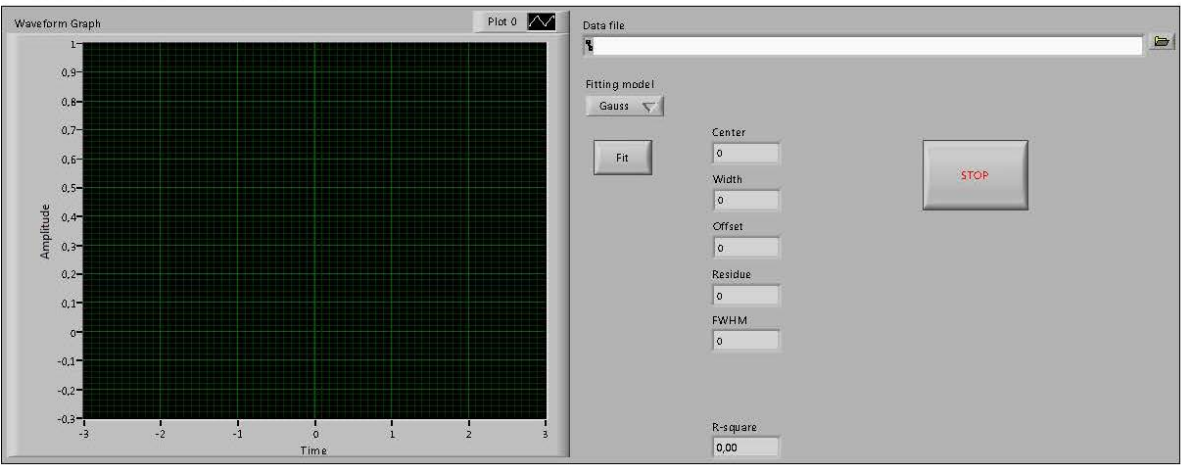 Waveform Graph
Plot 0
1
0,9
0,8
0,7
0,6
0,5
0,4
0,3
0,2
0,1
0
-0,1
-0,2
-0,3
Amplitude
-3 -2 -1 0 1 2 3
Time
Data file
Fitting model
Gauss
Fit
Center
0
Width
0
Offset
0
Residue
0
FWHM
0
R-square
0,00
STOP